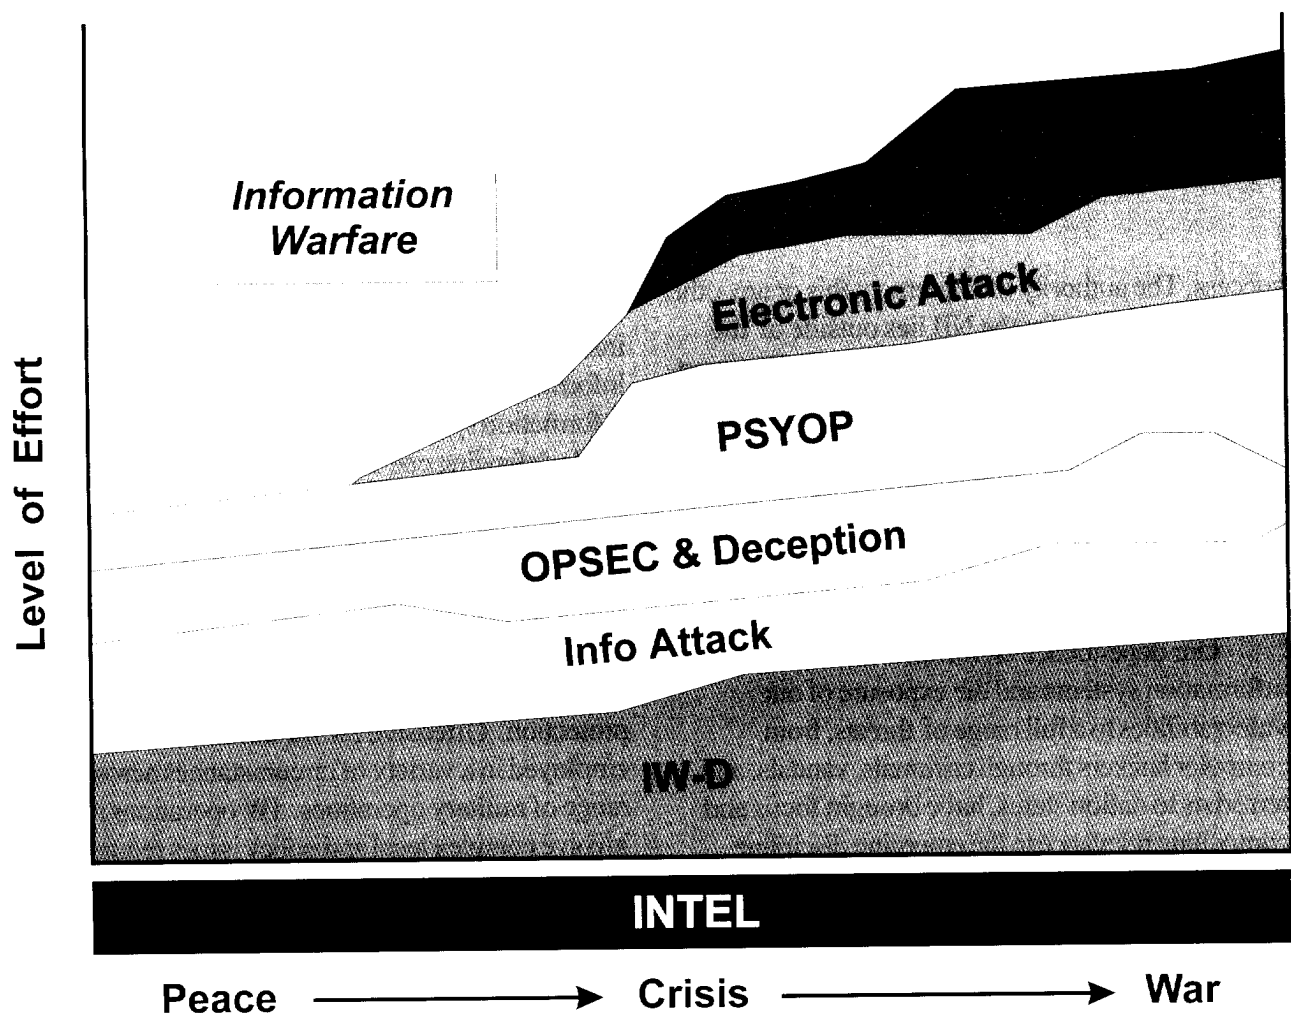 Information
Warfare
Level of Effort
Electronic Attack
PSYOP
OPSEC & Deception
Info Attack
IW-D
INTEL
Peace
Crisis
War